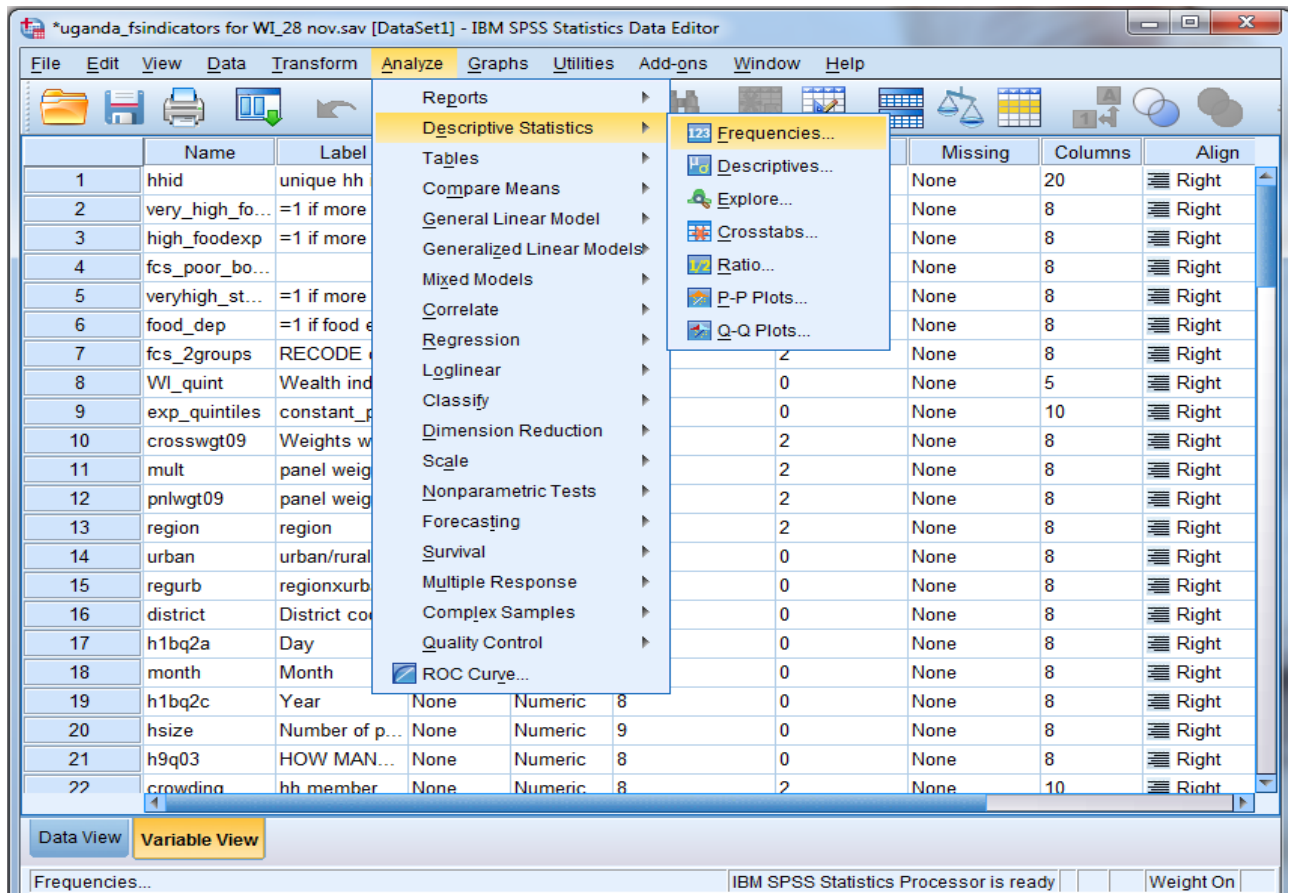 *uganda_fsindicators for WI_28 nov.sav [DataSet1] - IBM SPSS Statistics Data Editor
File Edit View Data Transform Analyze Graphs Utilities Add-ons Window Help
Reports
Descriptive Statistics
Tables
Compare Means
General Linear Model
Generalized Linear Models
Mixed Models
Correlate
Regression
Loglinear
Classify
Dimension Reduction
Scale
Nonparametric Tests
Forecasting
Survival
Multiple Response
Complex Samples
Quality Control
ROC Curve...
123 Frequencies...
Descriptives...
Explore...
Crosstabs...
1/2 Ratio...
P-P Plots...
Q-Q Plots...
Name Label Missing Columns Align
1 hhid unique hh None 20 Right
2 very_high_fo... =1 if more None 8 Right
3 high_foodexp =1 if more None 8 Right
4 fcs_poor_bo... None 8 Right
5 veryhigh_st... =1 if more None 8 Right
6 food_dep =1 if food None 8 Right
7 fcs_2groups RECODE 2 None 8 Right
8 WI_quint Wealth ind 0 None 5 Right
9 exp_quintiles constant_p 0 None 10 Right
10 crosswgt09 Weights w 2 None 8 Right
11 mult panel weig 2 None 8 Right
12 pnlwgt09 panel weig 2 None 8 Right
13 region region 2 None 8 Right
14 urban urban/rural 0 None 8 Right
15 regurb regionxurb 0 None 8 Right
16 district District co 0 None 8 Right
17 h1bq2a Day 0 None 8 Right
18 month Month 0 None 8 Right
19 h1bq2c Year None Numeric 8 0 None 8 Right
20 hsize Number of p... None Numeric 9 0 None 8 Right
21 h9q03 HOW MAN... None Numeric 8 0 None 8 Right
22 crowding hh member None Numeric 8 2 None 10 Right
Data View Variable View
Frequencies... IBM SPSS Statistics Processor is ready Weight On